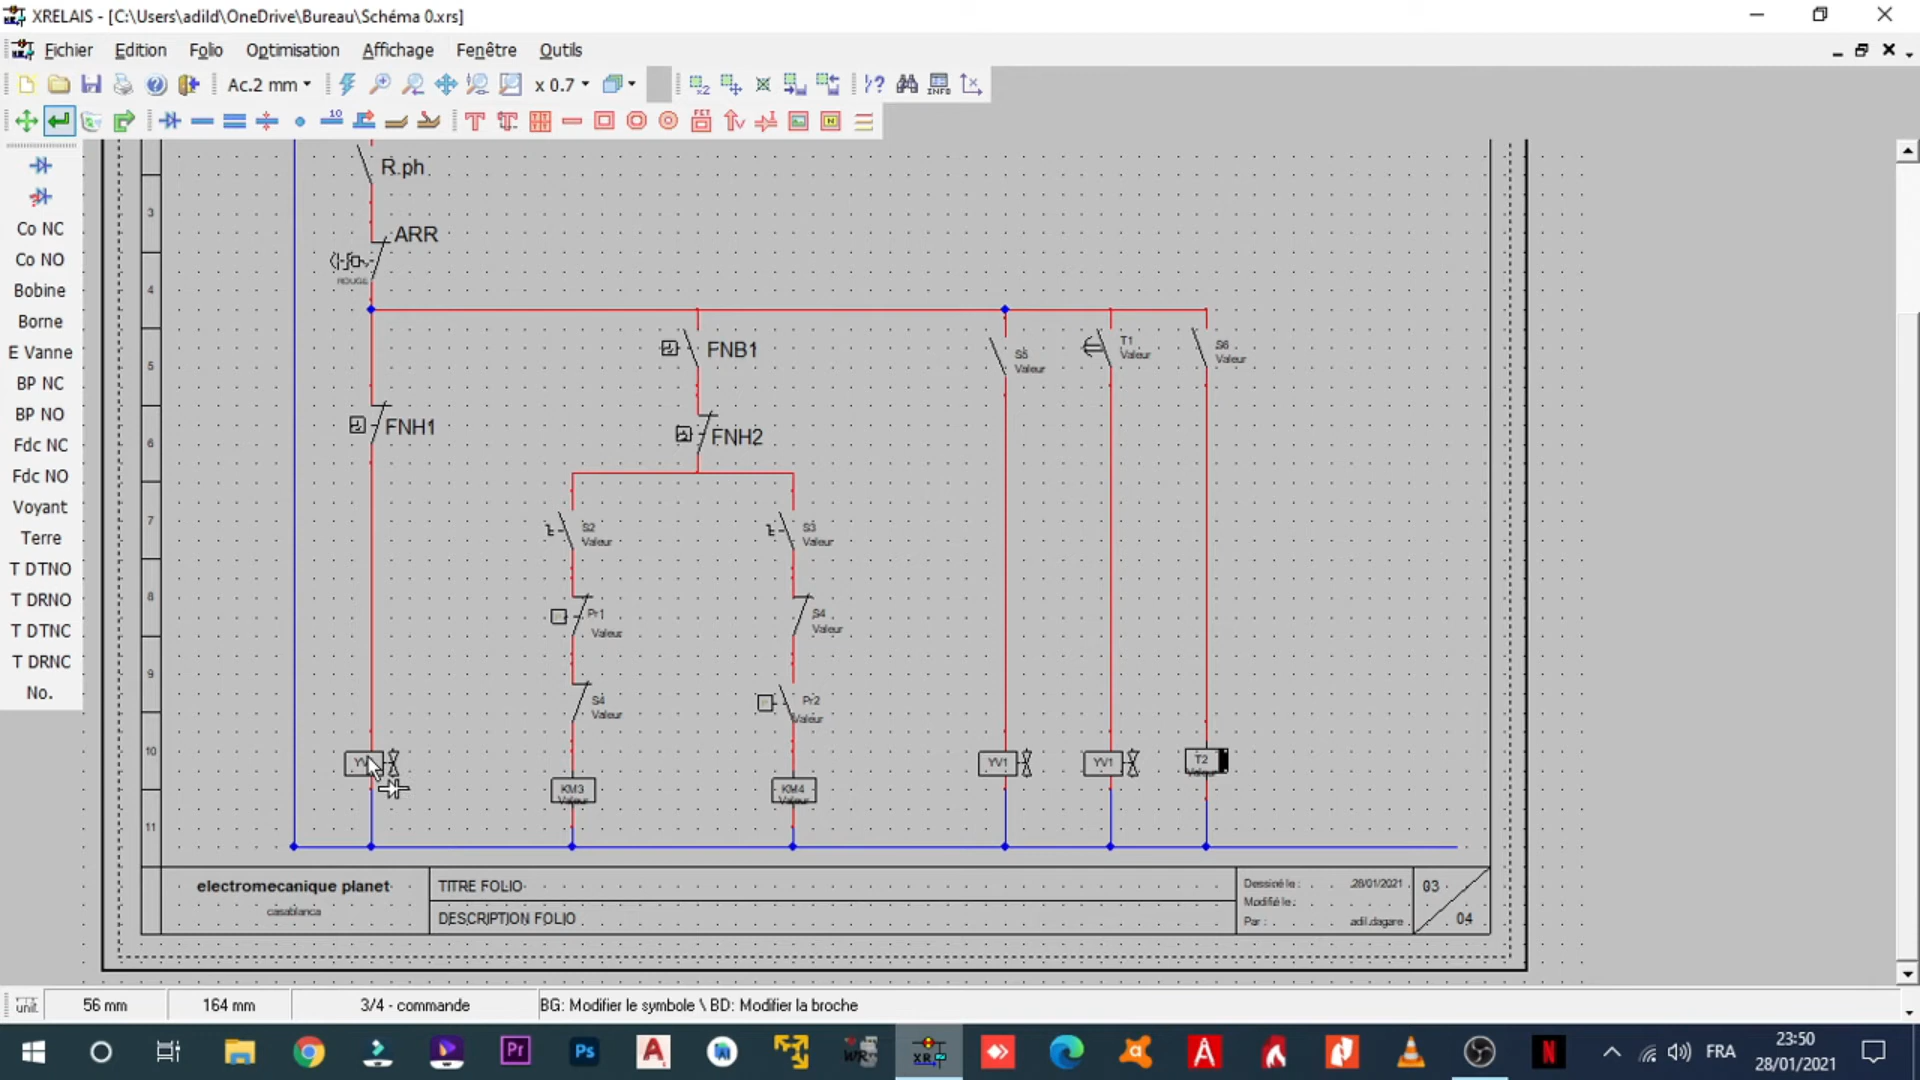 XRELAIS - [C:\Users\adild\OneDrive\Bureau\Schéma 0.xrs]
Fichier Edition Folio Optimisation Affichage Fenêtre Outils
Ac.2 mm x 0.7
Co NC
Co NO
Bobine
Borne
E Vanne
BP NC
BP NO
Fdc NC
Fdc NO
Voyant
Terre
T DTNO
T DRNO
T DTNC
T DRNC
No.
3
4
5
6
7
8
9
10
11
R.ph
ARR
ROUGE
FNH1
FNB1
FNH2
S5
Valeur
T1
Valeur
S6
Valeur
S2
Valeur
S3
Valeur
Pr1
Valeur
S4
Valeur
S4
Valeur
Pr2
Valeur
KM3
Valeur
KM4
Valeur
YV1
YV1
T2
Valeur
electromecanique planet
casablanca
TITRE FOLIO
DESCRIPTION FOLIO
Dessiné le : 28/01/2021
Modifié le :
Par : adil.dagare
03
04
unit. 56 mm 164 mm 3/4 - commande BG: Modifier le symbole \ BD: Modifier la broche
FRA
23:50
28/01/2021